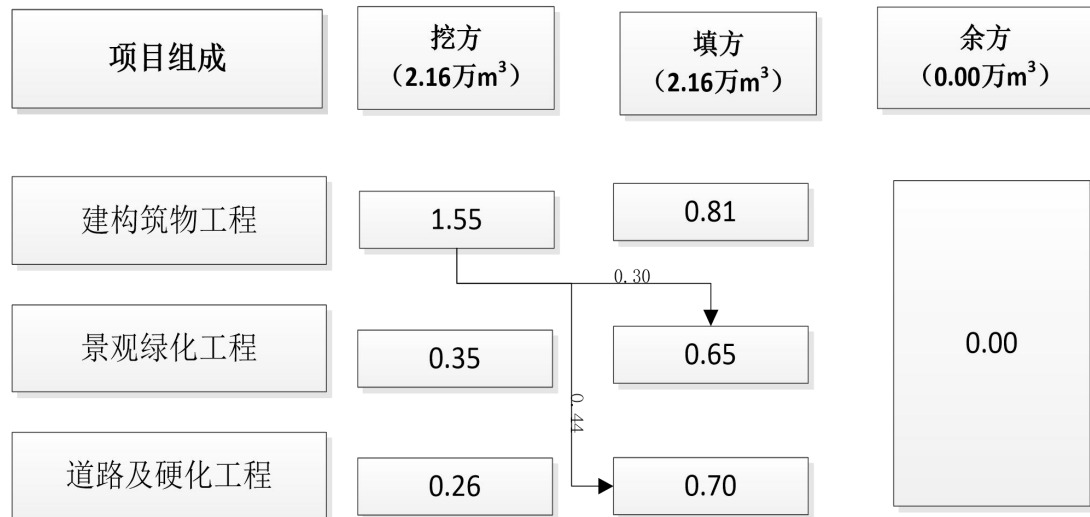 项目组成
挖方
（2.16万m³）
填方
（2.16万m³）
余方
（0.00万m³）
建构筑物工程
1.55
0.81
0.30
景观绿化工程
0.35
0.65
0.00
0.44
道路及硬化工程
0.26
0.70